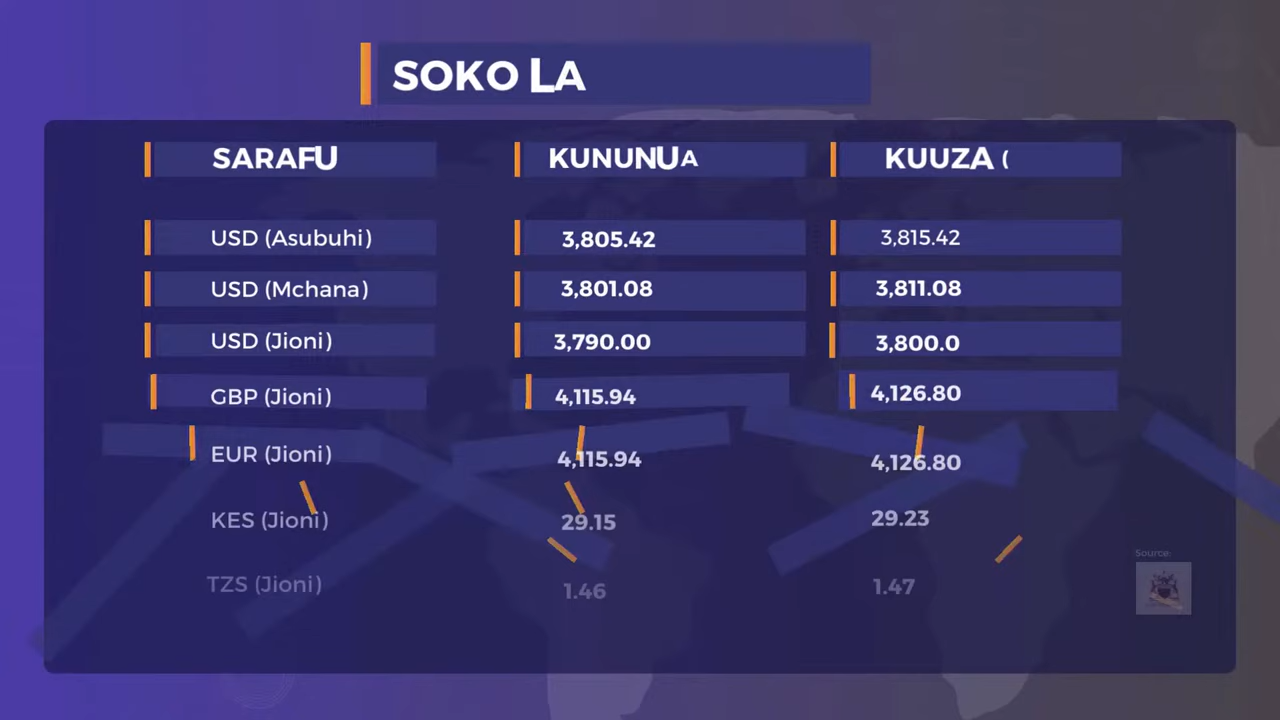 SOKO LA
SARAFU KUNUNUA KUUZA (
USD (Asubuhi) 3,805.42 3,815.42
USD (Mchana) 3,801.08 3,811.08
USD (Jioni) 3,790.00 3,800.0
GBP (Jioni) 4,115.94 4,126.80
EUR (Jioni) 4,115.94 4,126.80
KES (Jioni) 29.15 29.23
TZS (Jioni) 1.46 1.47
Source: